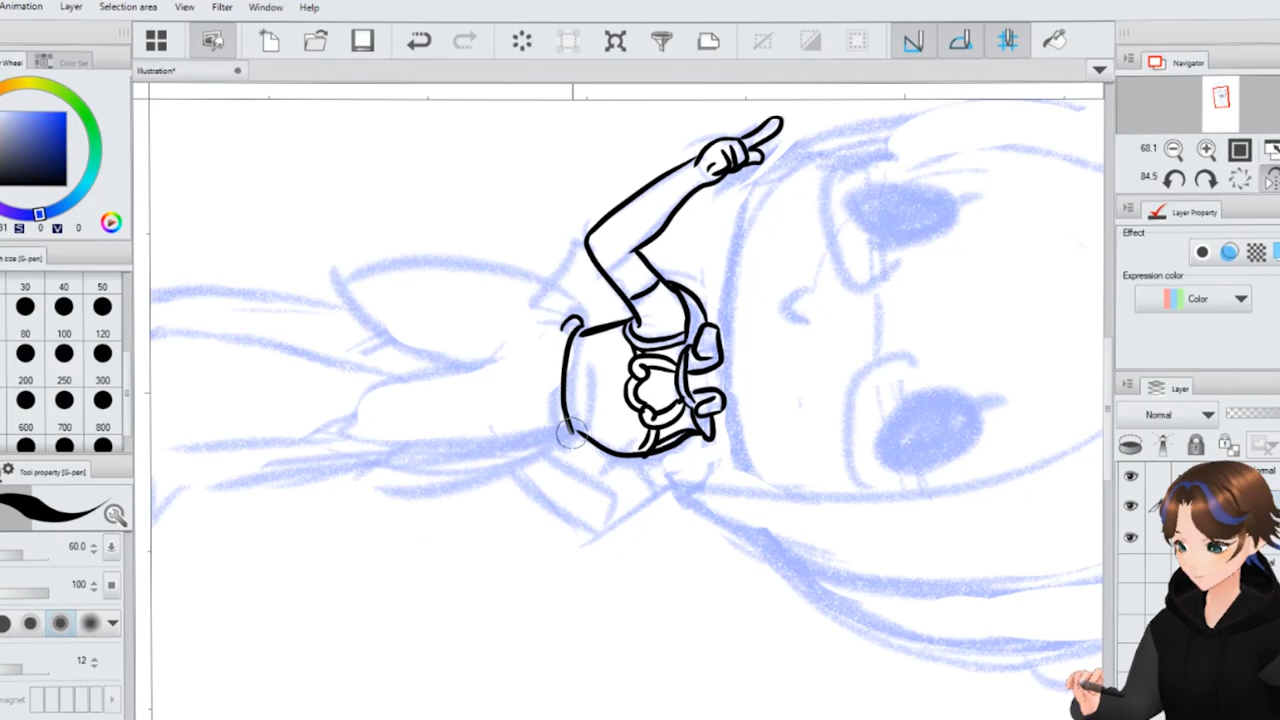 Animation Layer Selection area View Filter Window Help
Wheel Color Set
Illustration*
Navigator
68.1
84.5
Layer Property
Effect
Expression color
Color
Layer
Normal
S 0 V 0
size [G-pen]
30 40 50
80 100 120
200 250 300
600 700 800
Tool property [G-pen]
60.0
100
12